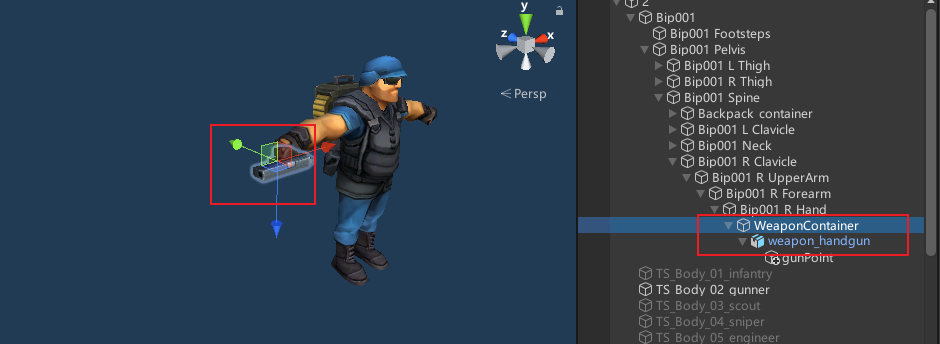 y
z
x
Persp
2
Bip001
Bip001 Footsteps
Bip001 Pelvis
Bip001 L Thigh
Bip001 R Thigh
Bip001 Spine
Backpack container
Bip001 L Clavicle
Bip001 Neck
Bip001 R Clavicle
Bip001 R UpperArm
Bip001 R Forearm
Bip001 R Hand
WeaponContainer
weapon_handgun
gunPoint
TS_Body_01_infantry
TS_Body_02_gunner
TS_Body_03_scout
TS_Body_04_sniper
TS_Body_05_engineer